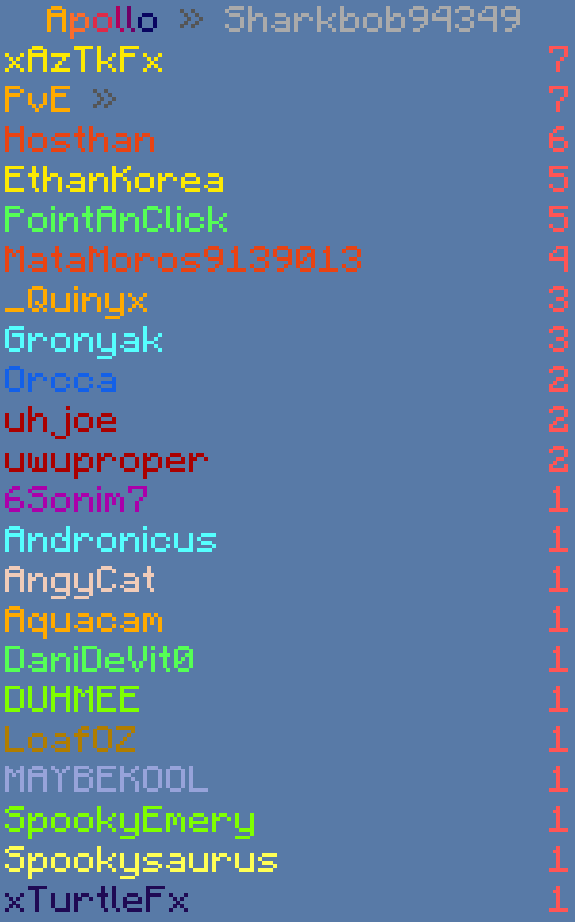 Apollo » Sharkbob94349
xAzTkFx 7
PvE » 7
Hosthan 6
EthanKorea 5
PointAnClick 5
MataMoros9139013 4
_Quinyx 3
Gronyak 3
Orcca 2
uh_joe 2
uwuproper 2
6Sonim7 1
Andronicus 1
AngyCat 1
Aquacam 1
DaniDeVit0 1
DUHMEE 1
LoafOZ 1
MAYBEKOOL 1
SpookyEmery 1
Spookysaurus 1
xTurtleFx 1